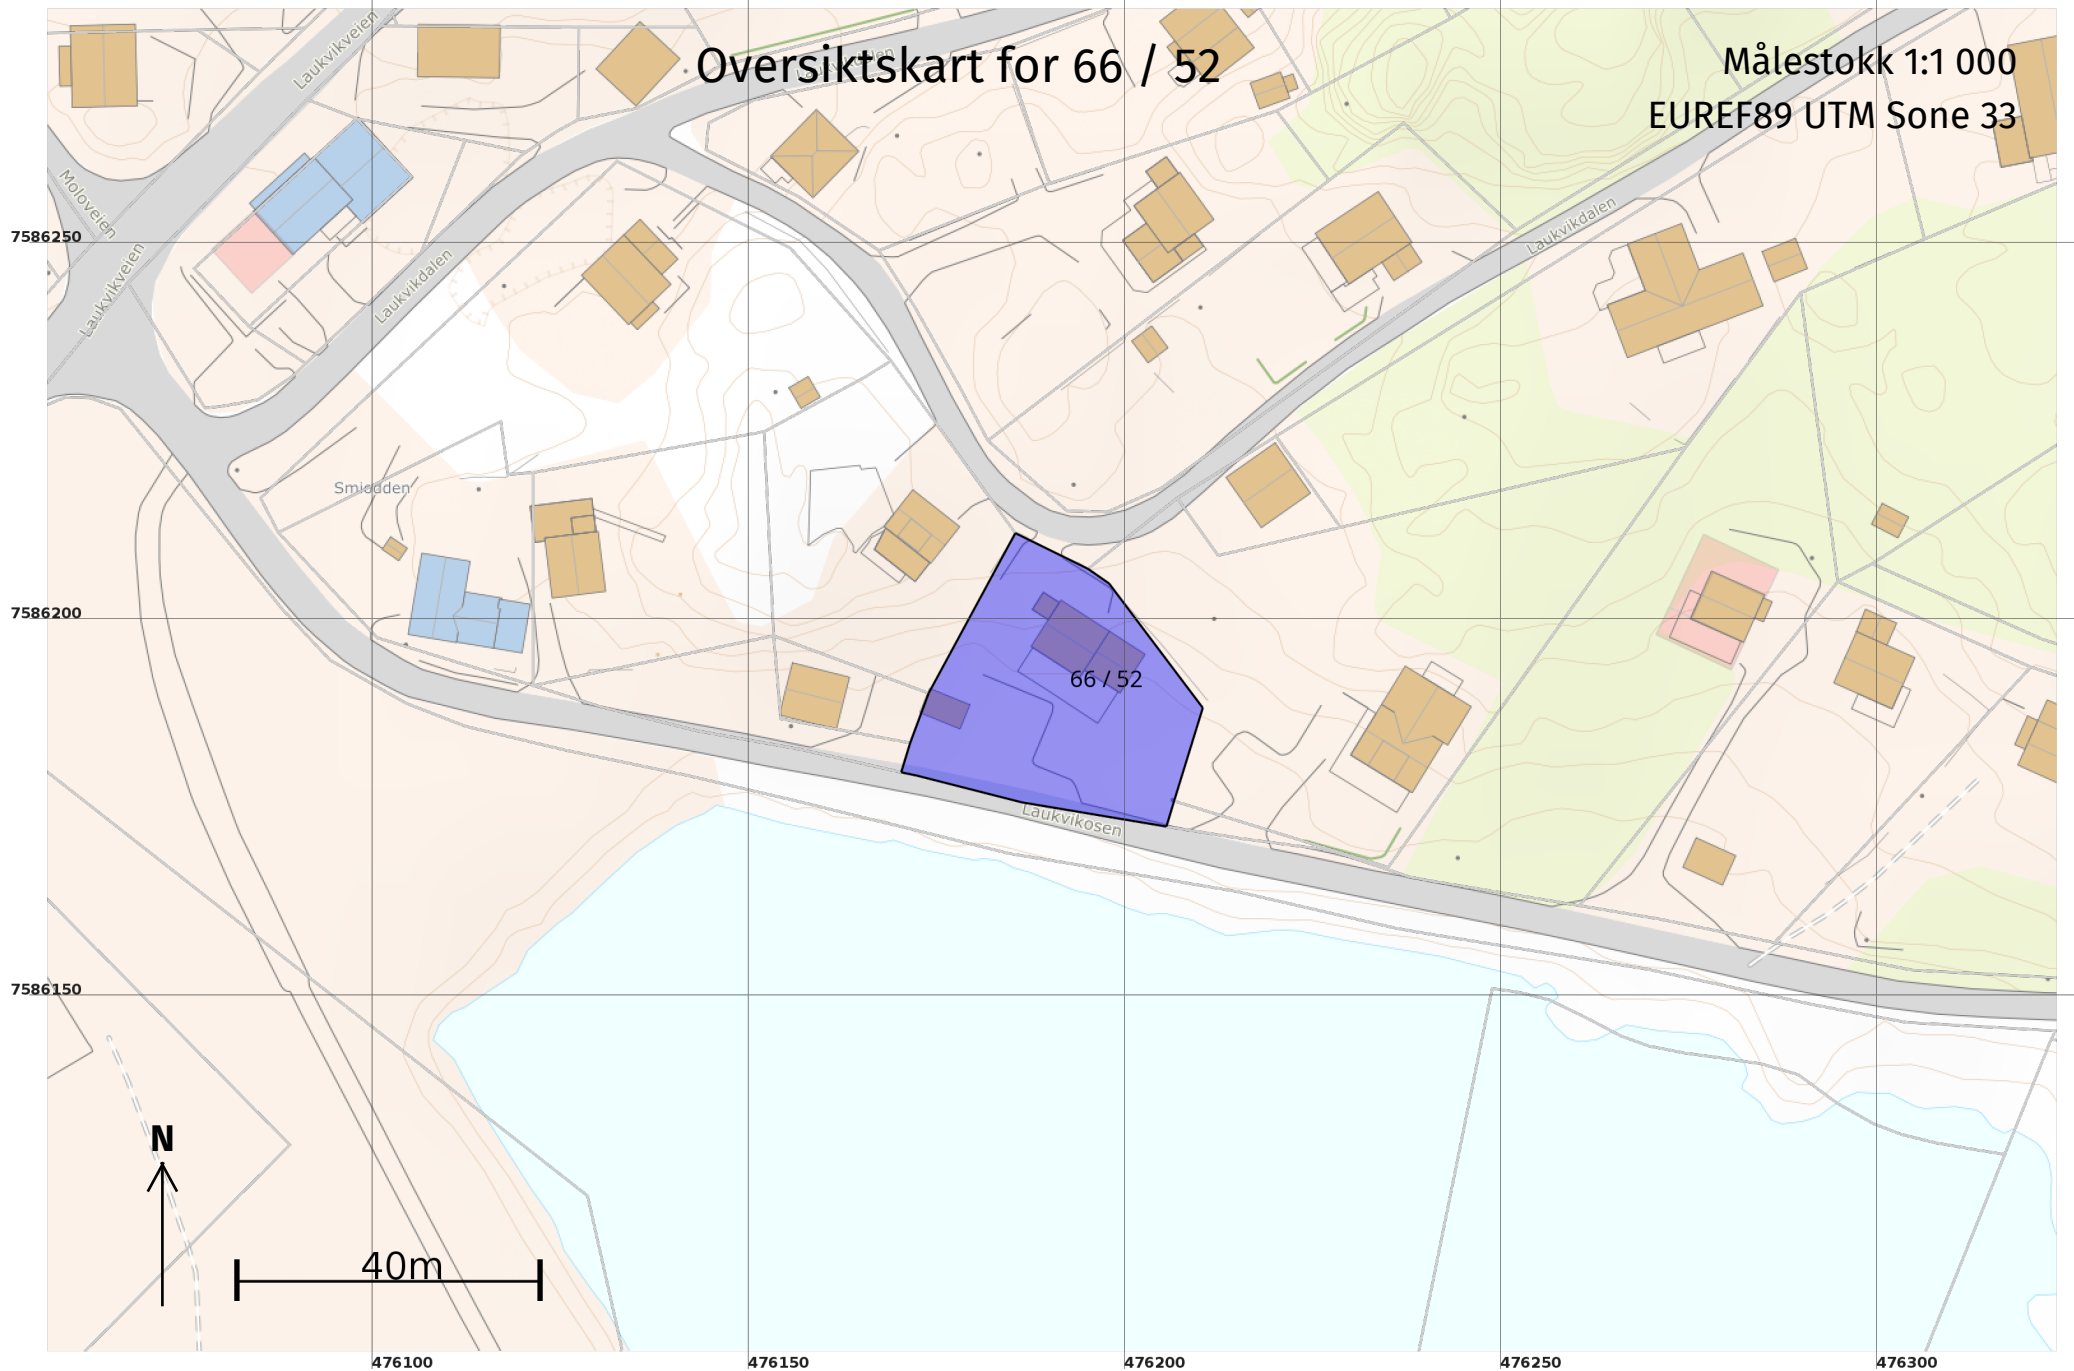 Oversiktskart for 66 / 52
Målestokk 1:1 000
EUREF89 UTM Sone 33
Laukvikveien
Laukvikdalen
Moloveien
Laukvikveien
Laukvikdalen
Laukvikdalen
7586250
Smiodden
7586200
66 / 52
Laukvikosen
7586150
N
40m
476100
476150
476200
476250
476300